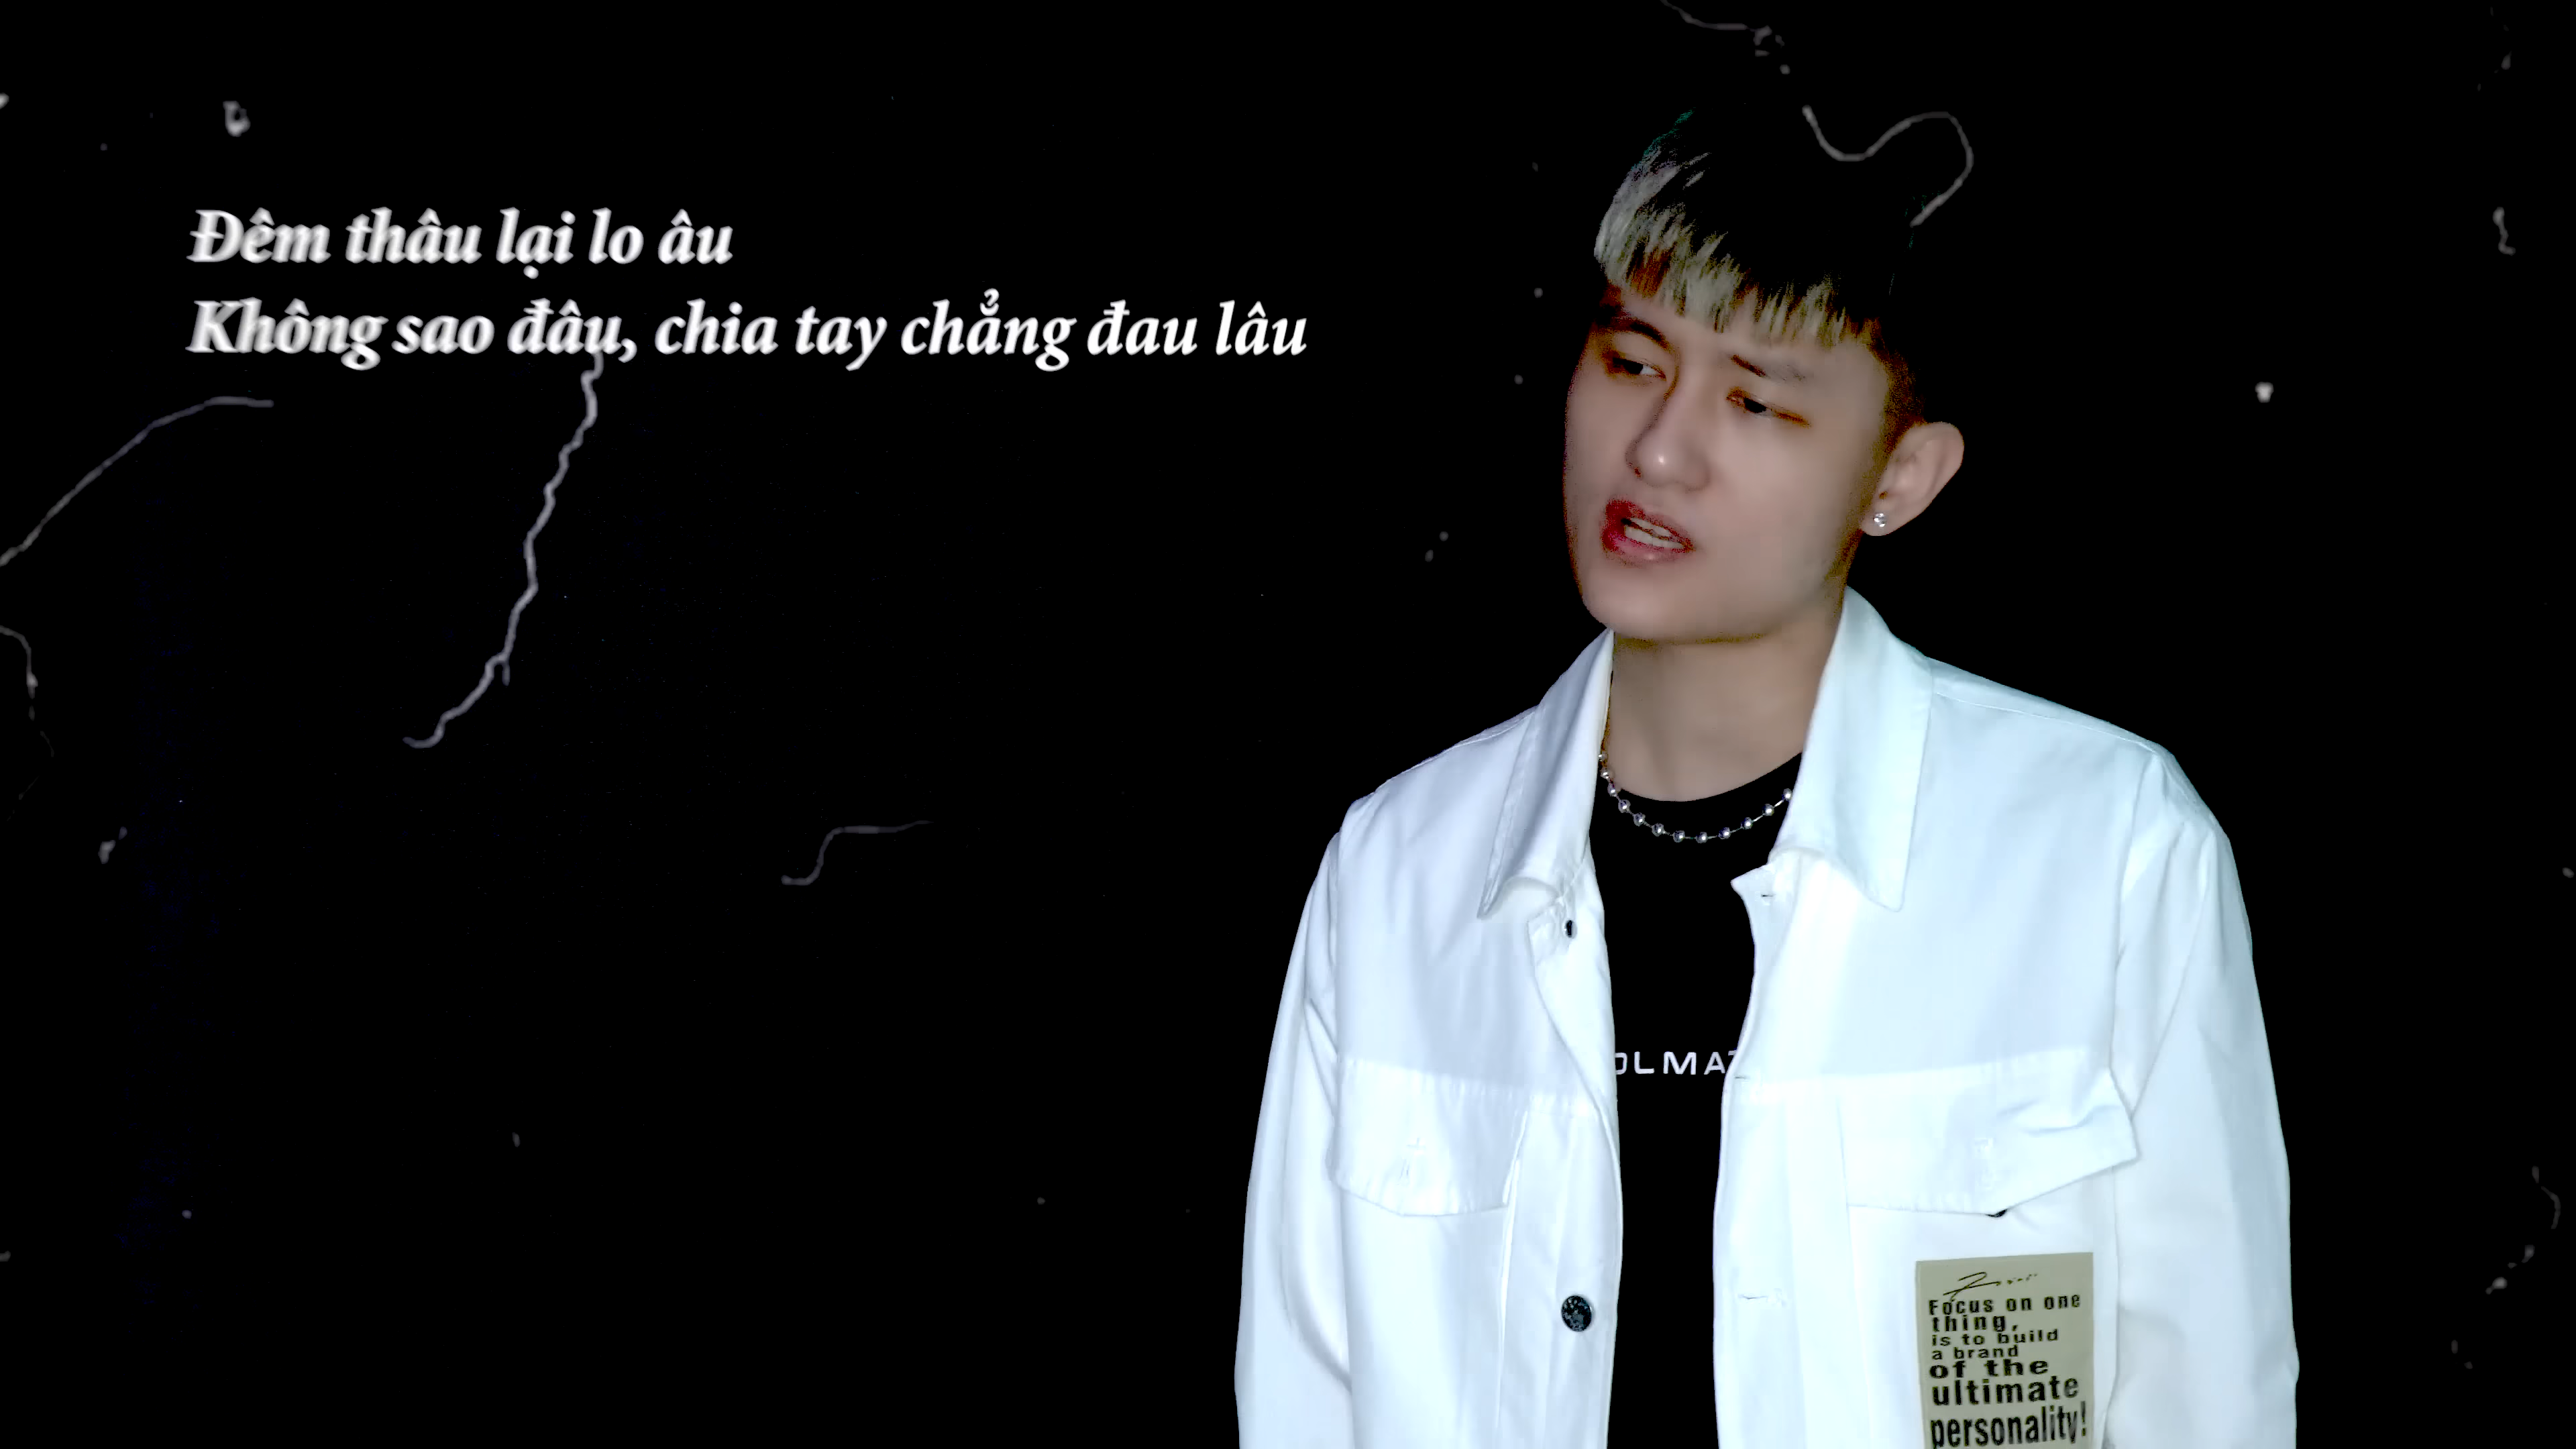 Đêm thâu lại lo âu
Không sao đâu, chia tay chẳng đau lâu
Focus on one
thing,
is to build
a brand
of the
ultimate
personality!